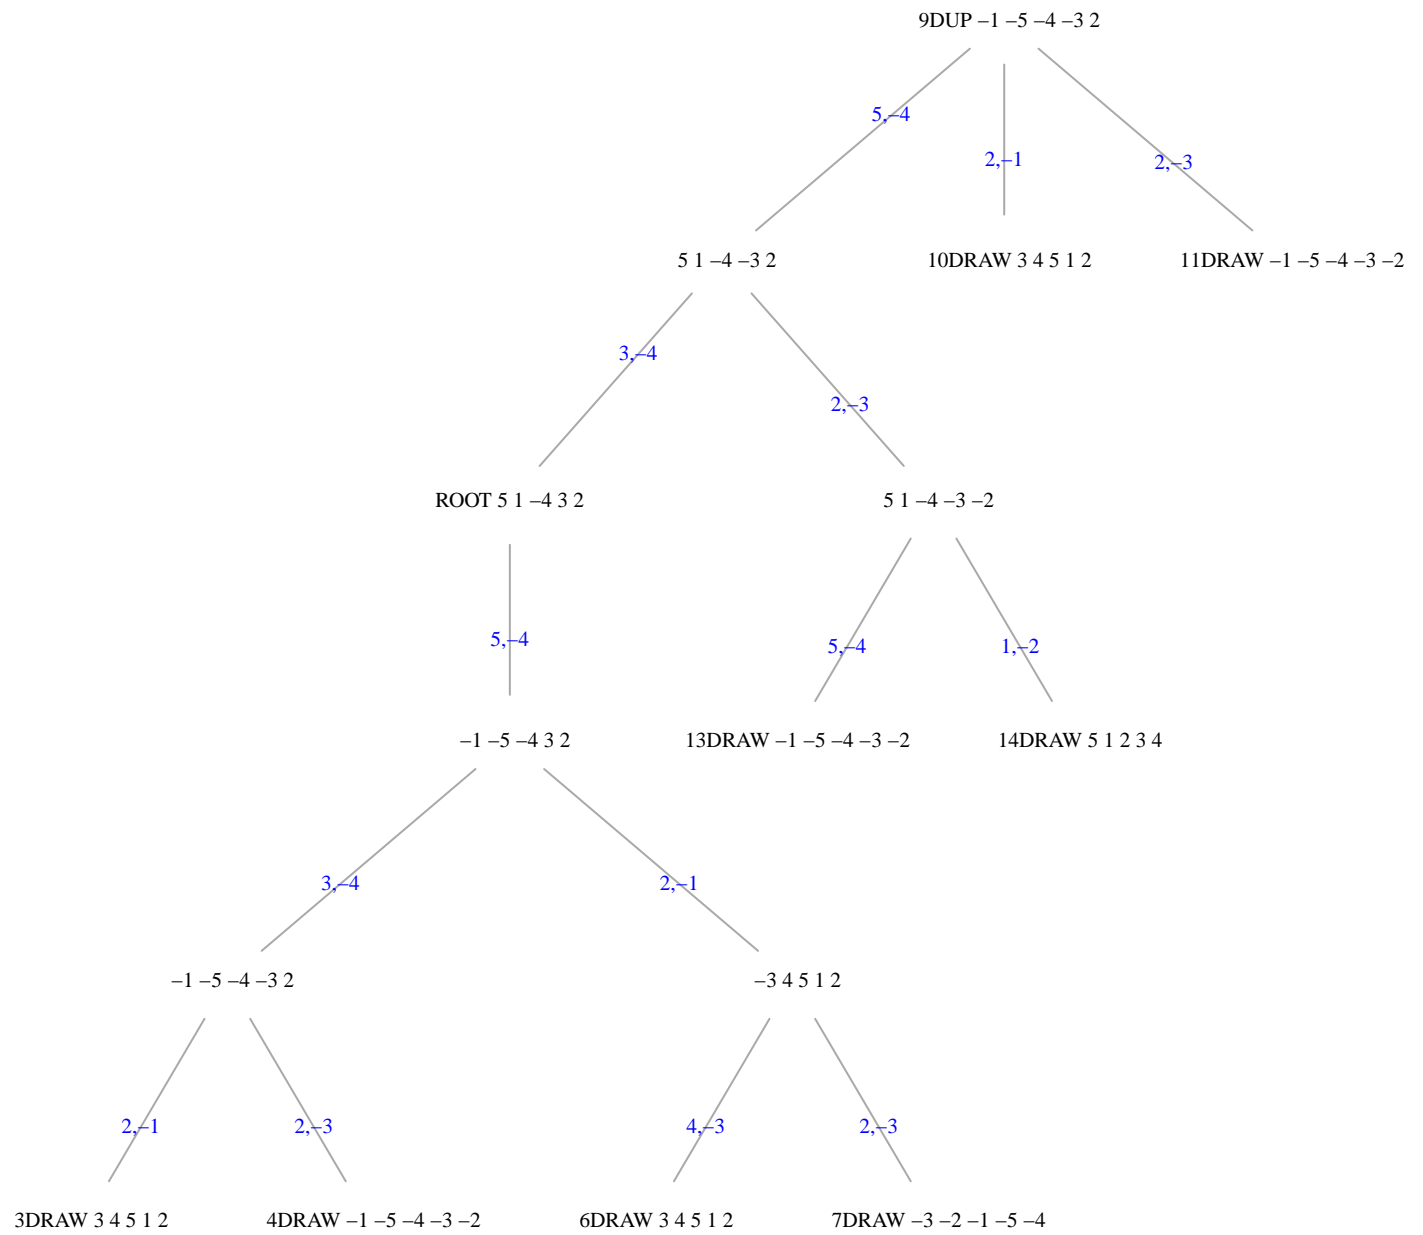 9DUP –1 –5 –4 –3 2
5,–4
2,–1
2,–3
5 1 –4 –3 2
10DRAW 3 4 5 1 2
11DRAW –1 –5 –4 –3 –2
3,–4
2,–3
ROOT 5 1 –4 3 2
5 1 –4 –3 –2
5,–4
5,–4
1,–2
–1 –5 –4 3 2
13DRAW –1 –5 –4 –3 –2
14DRAW 5 1 2 3 4
3,–4
2,–1
–1 –5 –4 –3 2
–3 4 5 1 2
2,–1
2,–3
4,–3
2,–3
3DRAW 3 4 5 1 2
4DRAW –1 –5 –4 –3 –2
6DRAW 3 4 5 1 2
7DRAW –3 –2 –1 –5 –4